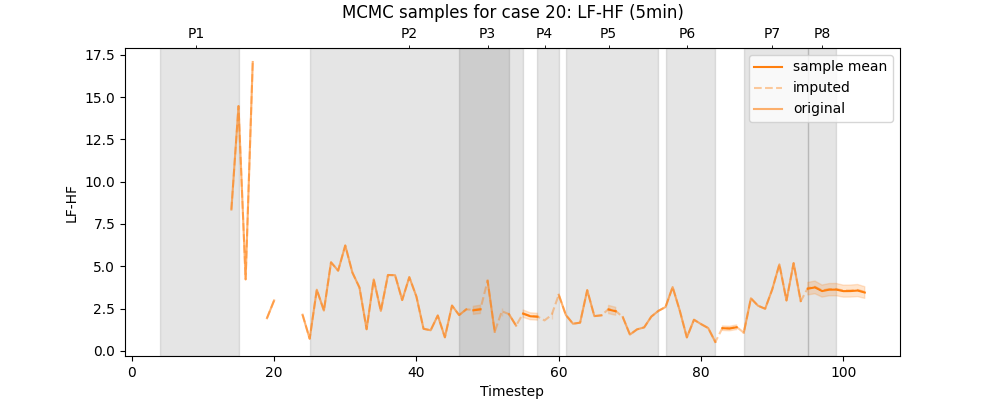 MCMC samples for case 20: LF-HF (5min)
P1 P2 P3 P4 P5 P6 P7 P8
17.5
15.0
12.5
10.0
7.5
5.0
2.5
0.0
LF-HF
sample mean
imputed
original
0 20 40 60 80 100
Timestep